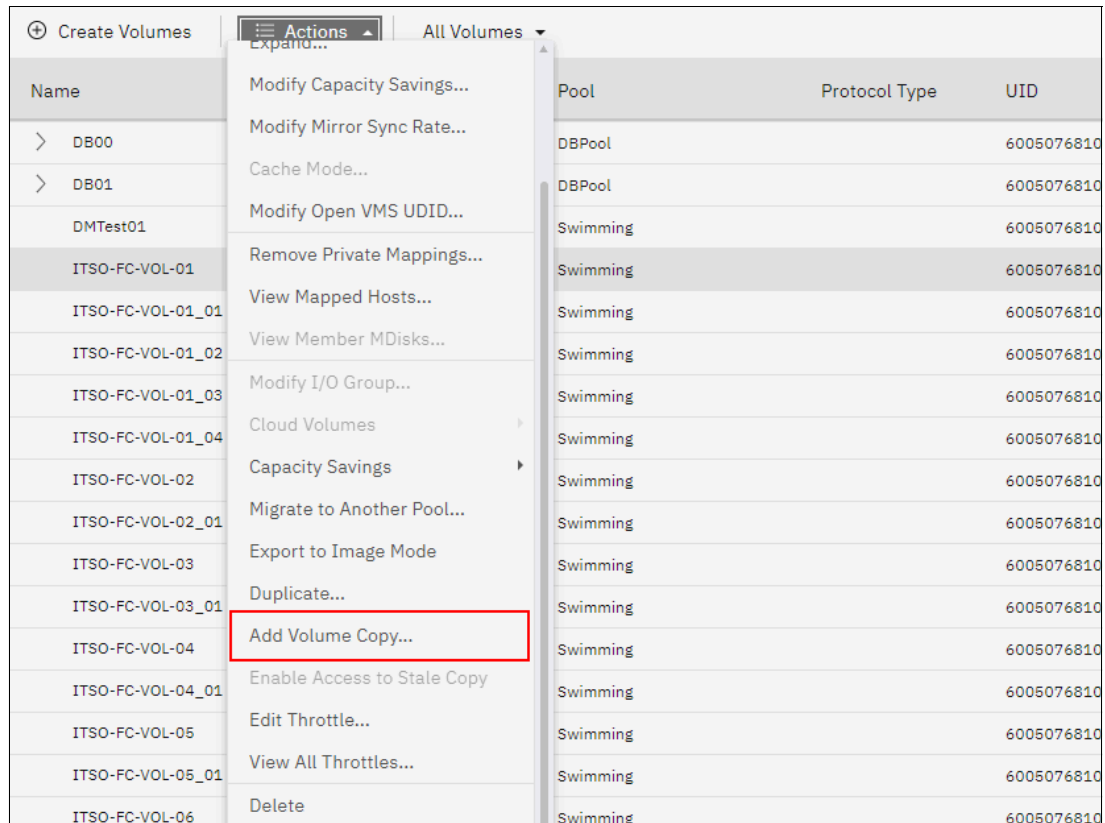 Create Volumes Actions All Volumes
Expand...
Name Pool Protocol Type UID
Modify Capacity Savings...
Modify Mirror Sync Rate...
DB00 DBPool 6005076810
Cache Mode...
DB01 DBPool 6005076810
Modify Open VMS UDID...
DMTest01 Swimming 6005076810
Remove Private Mappings...
ITSO-FC-VOL-01 Swimming 6005076810
View Mapped Hosts...
ITSO-FC-VOL-01_01 Swimming 6005076810
View Member MDisks...
ITSO-FC-VOL-01_02 Swimming 6005076810
Modify I/O Group...
ITSO-FC-VOL-01_03 Swimming 6005076810
Cloud Volumes
ITSO-FC-VOL-01_04 Swimming 6005076810
Capacity Savings
ITSO-FC-VOL-02 Swimming 6005076810
Migrate to Another Pool...
ITSO-FC-VOL-02_01 Swimming 6005076810
Export to Image Mode
ITSO-FC-VOL-03 Swimming 6005076810
Duplicate...
ITSO-FC-VOL-03_01 Swimming 6005076810
Add Volume Copy...
ITSO-FC-VOL-04 Swimming 6005076810
Enable Access to Stale Copy
ITSO-FC-VOL-04_01 Swimming 6005076810
Edit Throttle...
ITSO-FC-VOL-05 Swimming 6005076810
View All Throttles...
ITSO-FC-VOL-05_01 Swimming 6005076810
Delete
ITSO-FC-VOL-06 Swimming 6005076810